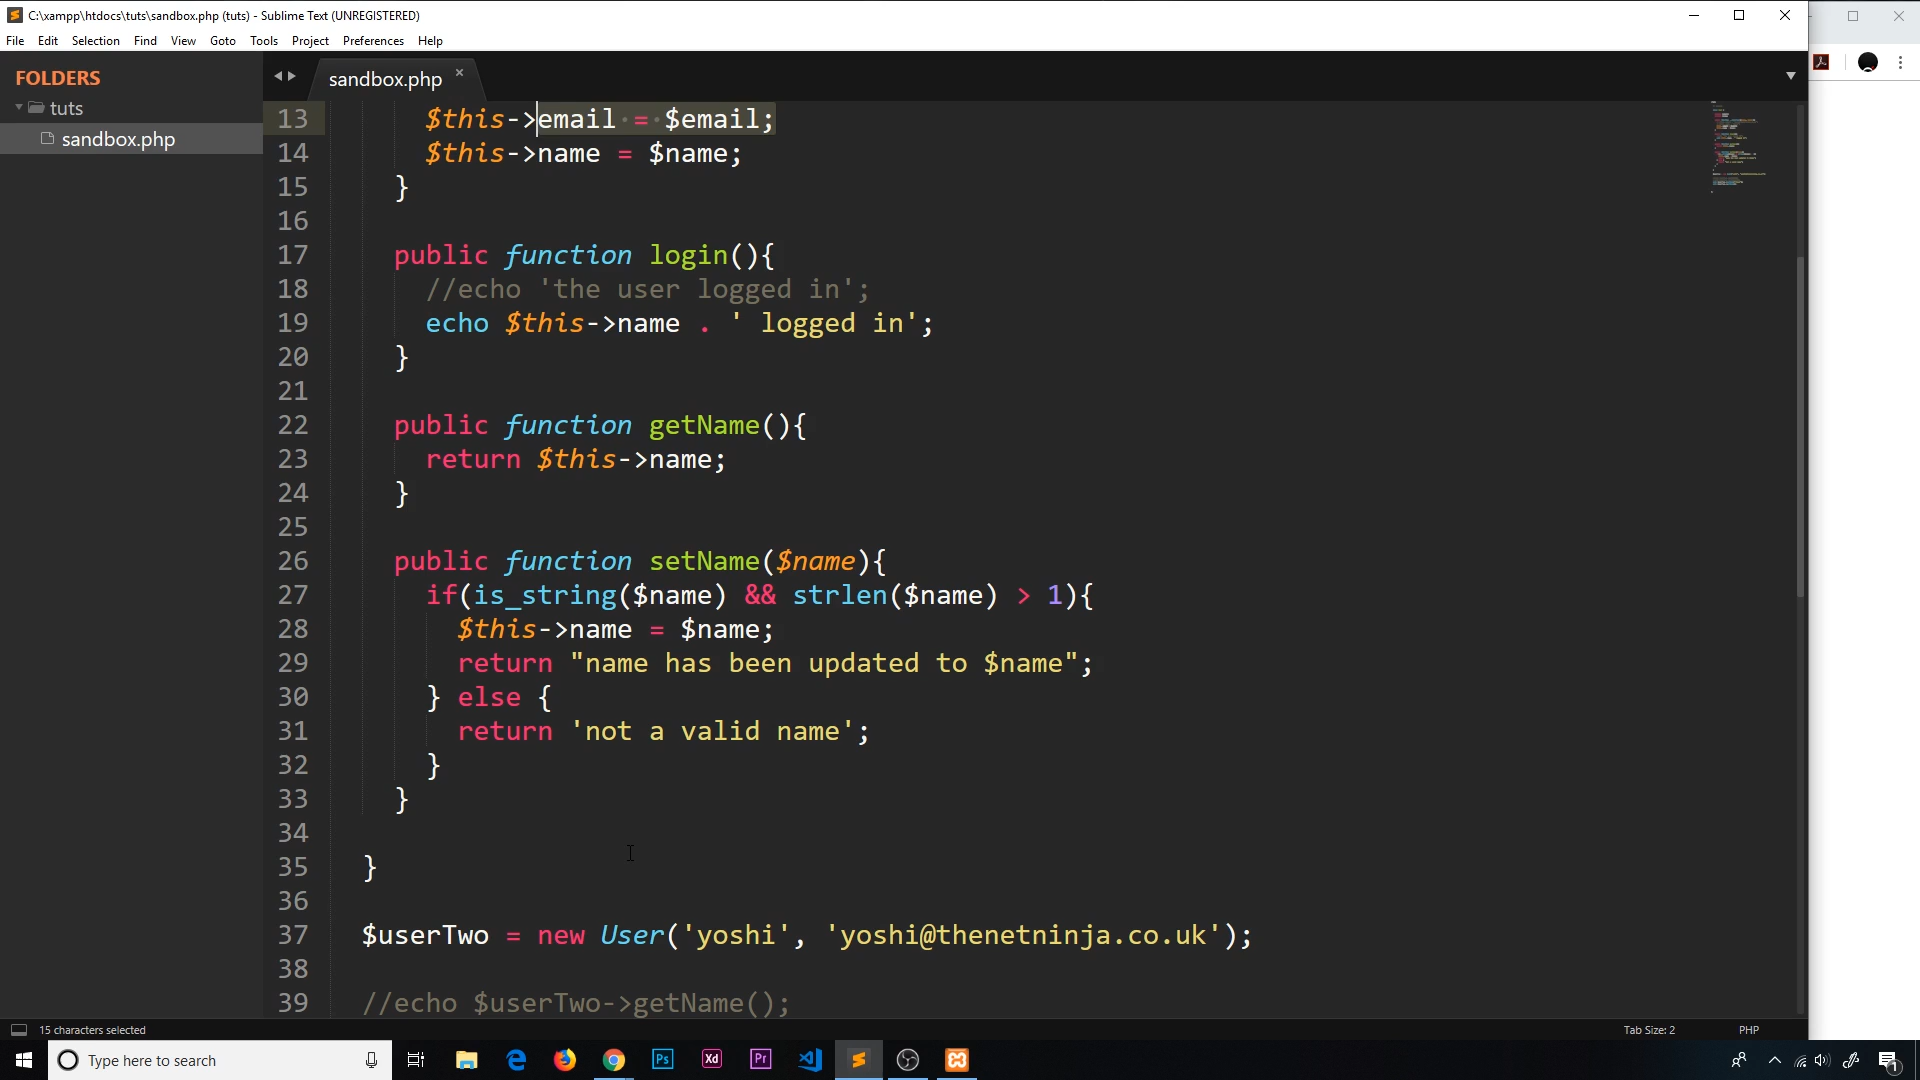 C:\xampp\htdocs\tuts\sandbox.php (tuts) - Sublime Text (UNREGISTERED)
File Edit Selection Find View Goto Tools Project Preferences Help
FOLDERS
tuts
sandbox.php
sandbox.php
13 $this->email = $email;
14 $this->name = $name;
15 }
16
17 public function login(){
18 //echo 'the user logged in';
19 echo $this->name . ' logged in';
20 }
21
22 public function getName(){
23 return $this->name;
24 }
25
26 public function setName($name){
27 if(is_string($name) && strlen($name) > 1){
28 $this->name = $name;
29 return "name has been updated to $name";
30 } else {
31 return 'not a valid name';
32 }
33 }
34
35 }
36
37 $userTwo = new User('yoshi', 'yoshi@thenetninja.co.uk');
38
39 //echo $userTwo->getName();
15 characters selected
Tab Size: 2
PHP
Type here to search
Ps
Xd
Pr
1